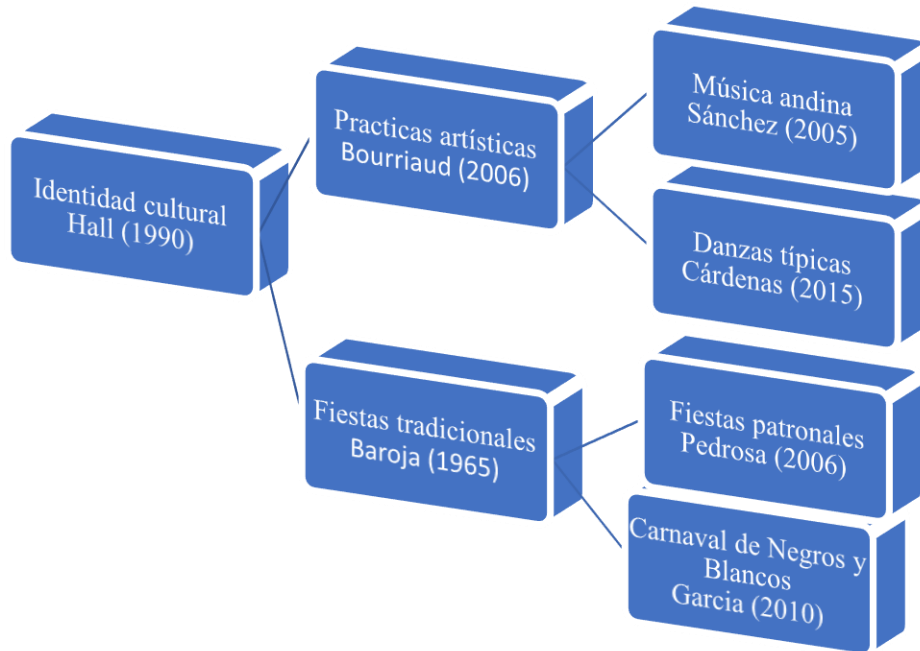 Identidad cultural
Hall (1990)
Practicas artísticas
Bourriaud (2006)
Música andina
Sánchez (2005)
Danzas típicas
Cárdenas (2015)
Fiestas tradicionales
Baroja (1965)
Fiestas patronales
Pedrosa (2006)
Carnaval de Negros y
Blancos
Garcia (2010)